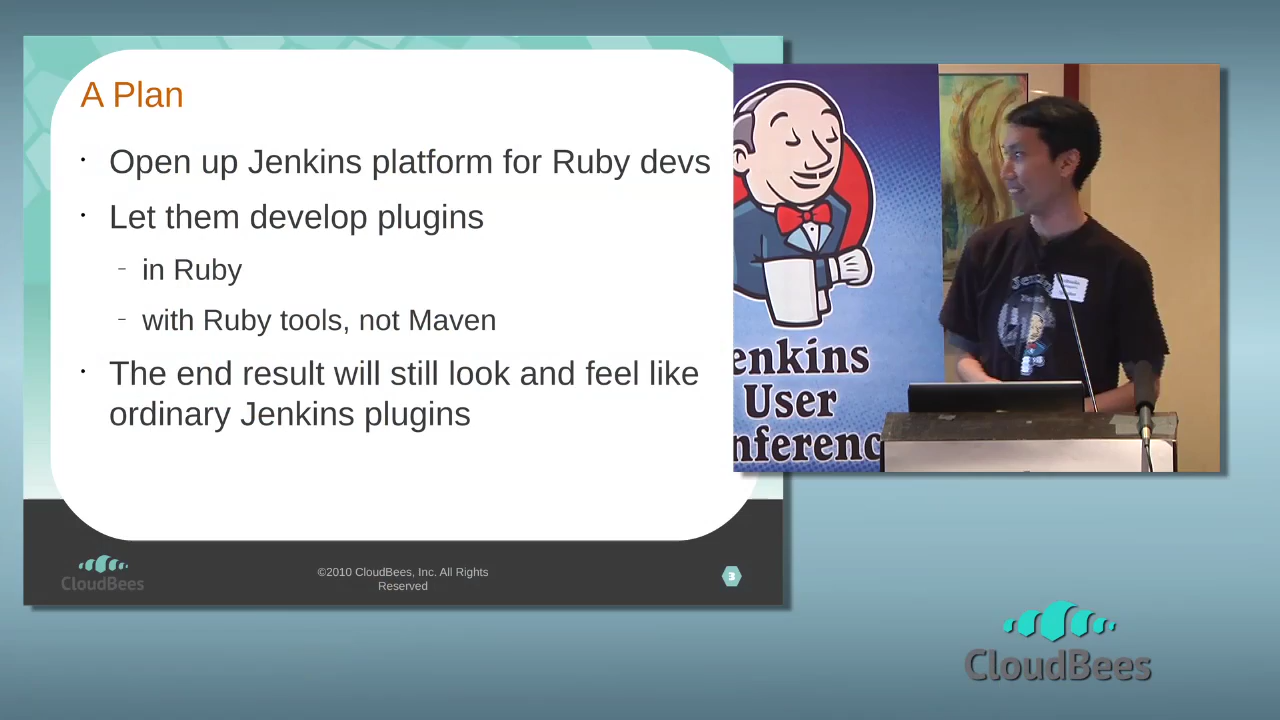 A Plan
· Open up Jenkins platform for Ruby devs
· Let them develop plugins
- in Ruby
- with Ruby tools, not Maven
· The end result will still look and feel like
ordinary Jenkins plugins
CloudBees
©2010 CloudBees, Inc. All Rights
Reserved
3
enkins
User
nferenc
CloudBees